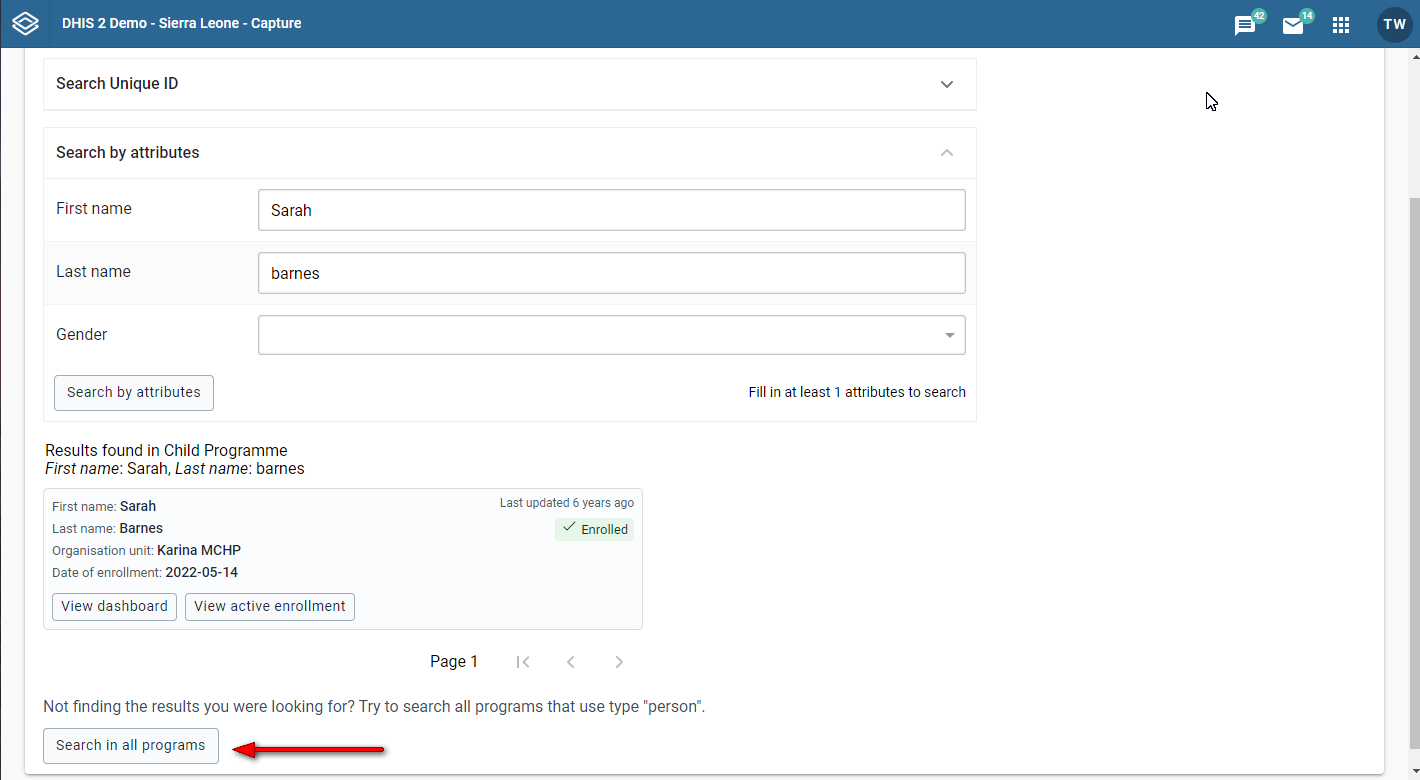 DHIS 2 Demo - Sierra Leone - Capture
42
14
TW
Search Unique ID
Search by attributes
First name
Sarah
Last name
barnes
Gender
Search by attributes
Fill in at least 1 attributes to search
Results found in Child Programme
First name: Sarah, Last name: barnes
First name: Sarah
Last updated 6 years ago
Last name: Barnes
Enrolled
Organisation unit: Karina MCHP
Date of enrollment: 2022-05-14
View dashboard
View active enrollment
Page 1
Not finding the results you were looking for? Try to search all programs that use type "person".
Search in all programs